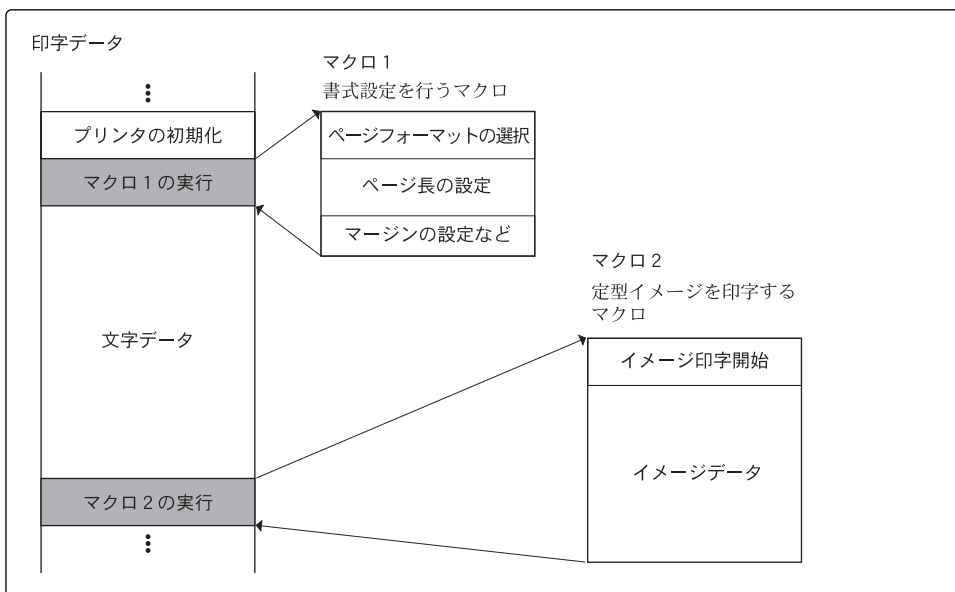 印字データ
プリンタの初期化
マクロ１の実行
文字データ
マクロ２の実行
マクロ１
書式設定を行うマクロ
ページフォーマットの選択
ページ長の設定
マージンの設定など
マクロ２
定型イメージを印字する
マクロ
イメージ印字開始
イメージデータ